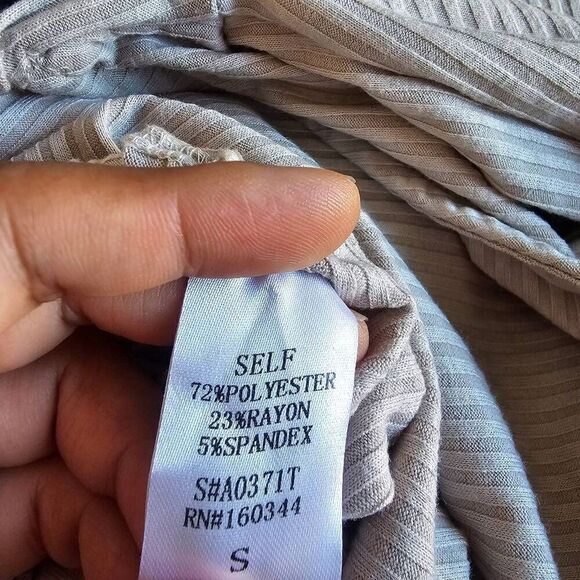 SELF
72%POLYESTER
23%RAYON
5%SPANDEX
S#A0371T
RN#160344
S